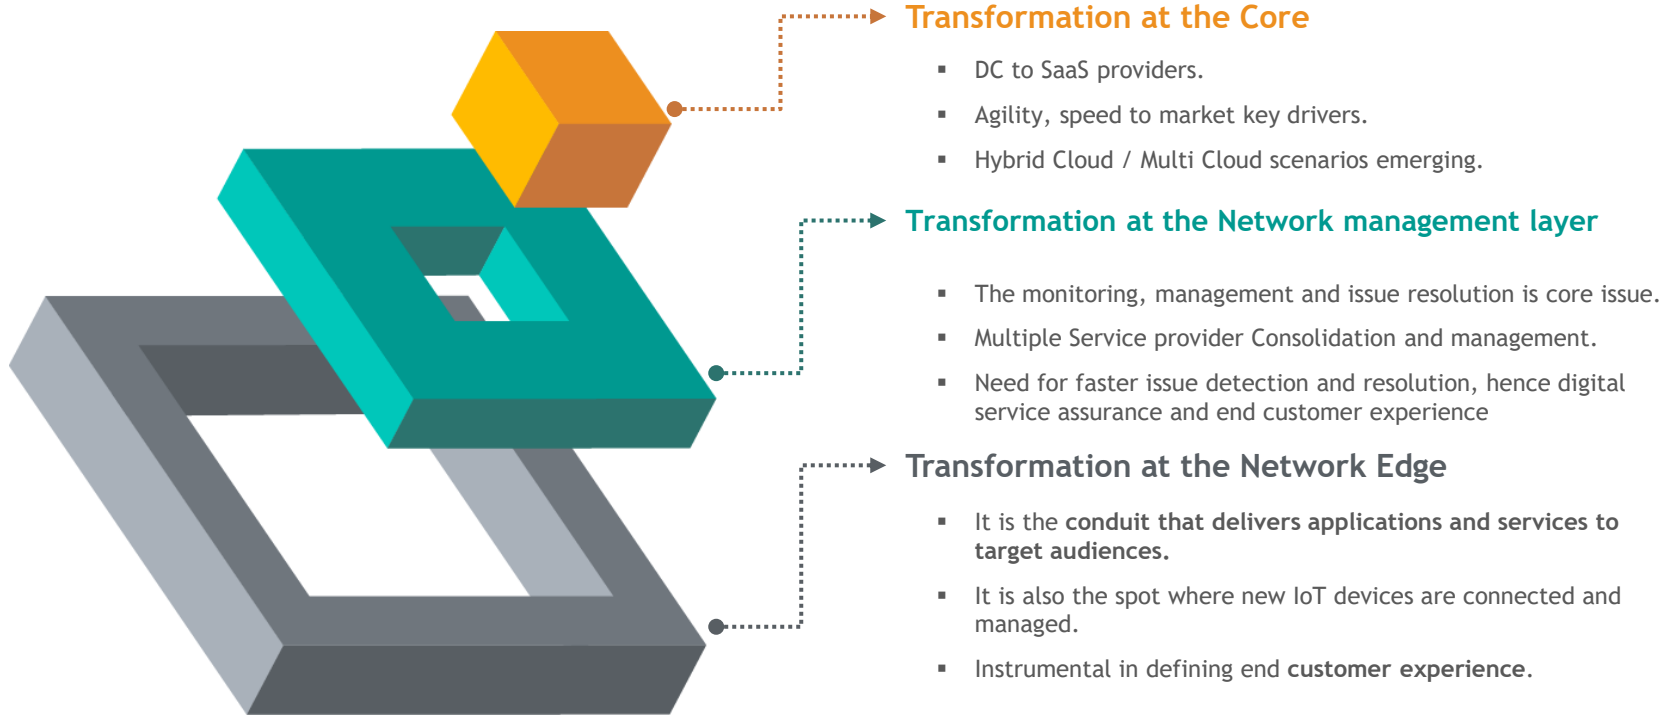 Transformation at the Core
▪ DC to SaaS providers.
▪ Agility, speed to market key drivers.
▪ Hybrid Cloud / Multi Cloud scenarios emerging.
Transformation at the Network management layer
▪ The monitoring, management and issue resolution is core issue.
▪ Multiple Service provider Consolidation and management.
▪ Need for faster issue detection and resolution, hence digital
service assurance and end customer experience
Transformation at the Network Edge
▪ It is the conduit that delivers applications and services to
target audiences.
▪ It is also the spot where new IoT devices are connected and
managed.
▪ Instrumental in defining end customer experience.